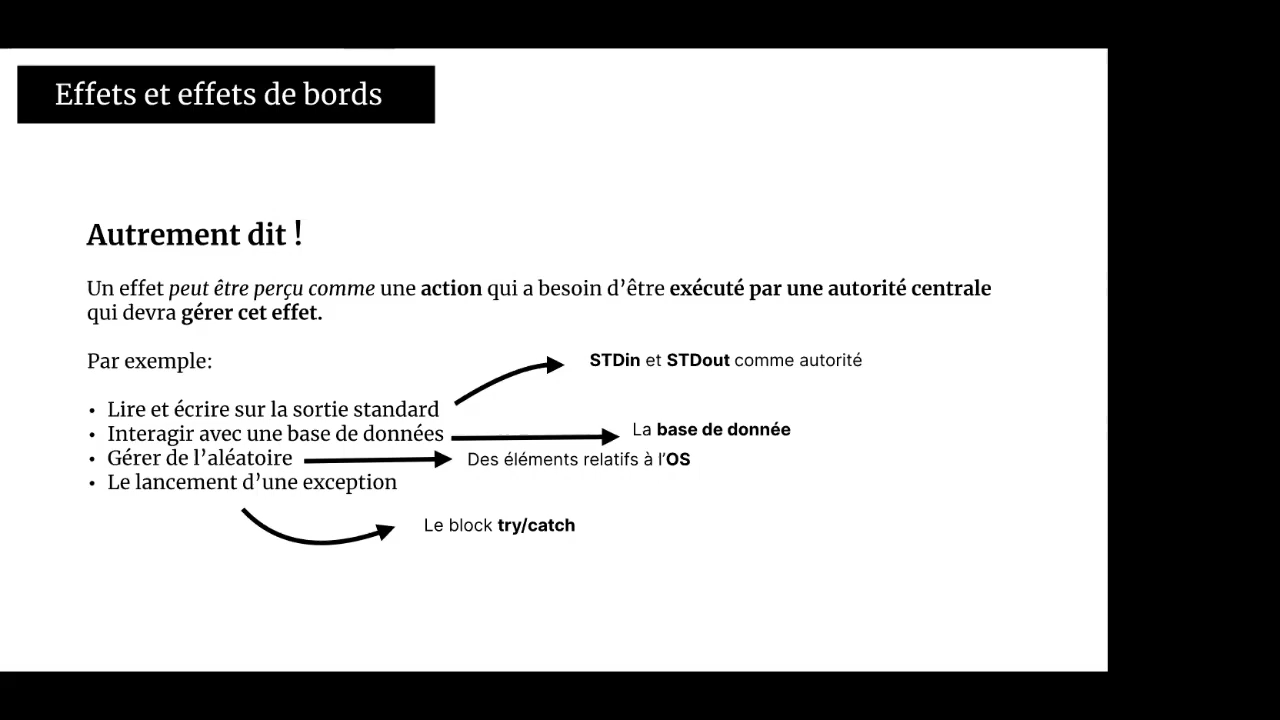 Effets et effets de bords
Autrement dit !
Un effet peut être perçu comme une action qui a besoin d’être exécuté par une autorité centrale
qui devra gérer cet effet.
Par exemple:
STDin et STDout comme autorité
• Lire et écrire sur la sortie standard
• Interagir avec une base de données
La base de donnée
• Gérer de l’aléatoire
Des éléments relatifs à l’OS
• Le lancement d’une exception
Le block try/catch